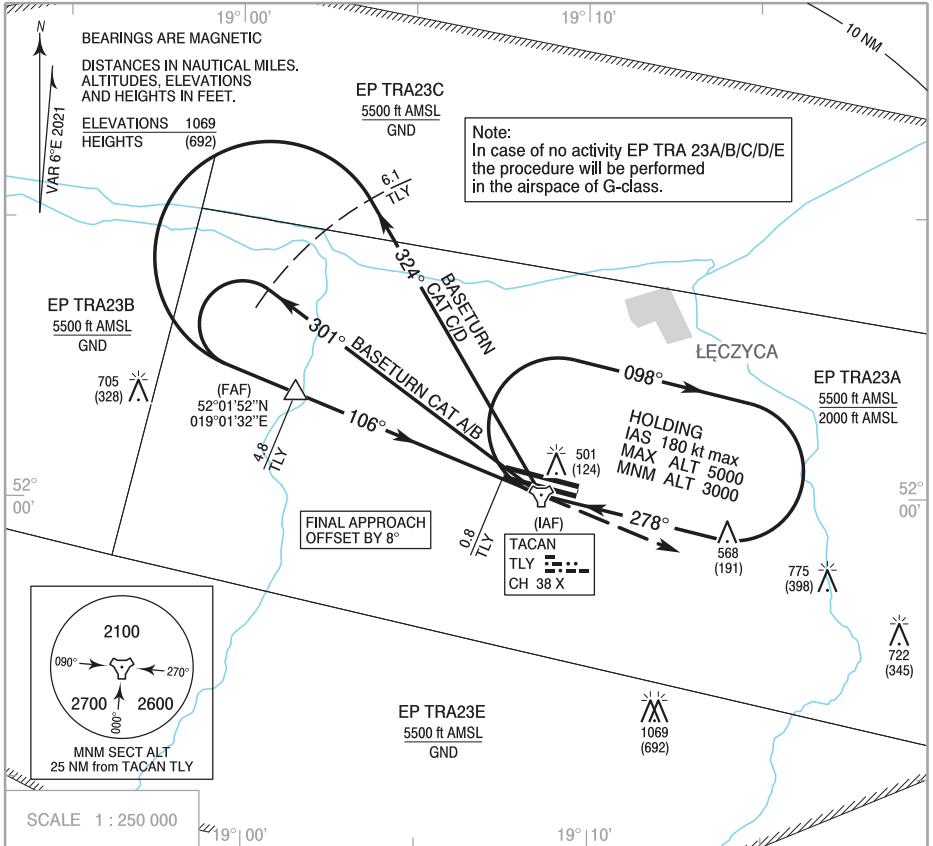 19° 00'
19° 10'
N
VAR 6°E 2021
BEARINGS ARE MAGNETIC
DISTANCES IN NAUTICAL MILES.
ALTITUDES, ELEVATIONS
AND HEIGHTS IN FEET.
ELEVATIONS 1069
HEIGHTS (692)
10 NM
EP TRA23C
5500 ft AMSL
GND
Note:
In case of no activity EP TRA 23A/B/C/D/E
the procedure will be performed
in the airspace of G-class.
6.1
TLY
324° CAT C/D
BASETURN
301° BASETURN CAT A/B
EP TRA23B
5500 ft AMSL
GND
705
(328)
(FAF)
52°01'52"N
019°01'32"E
4.8
TLY
106°
ŁĘCZYCA
098°
HOLDING
IAS 180 kt max
MAX ALT 5000
MNM ALT 3000
EP TRA23A
5500 ft AMSL
2000 ft AMSL
501
(124)
52°
00'
52°
00'
278°
(IAF)
0.8
TLY
FINAL APPROACH
OFFSET BY 8°
TACAN
TLY
CH 38 X
568
(191)
775
(398)
722
(345)
2100
090°
270°
2700
2600
000°
MNM SECT ALT
25 NM from TACAN TLY
EP TRA23E
5500 ft AMSL
GND
1069
(692)
SCALE 1 : 250 000
19° 00'
19° 10'